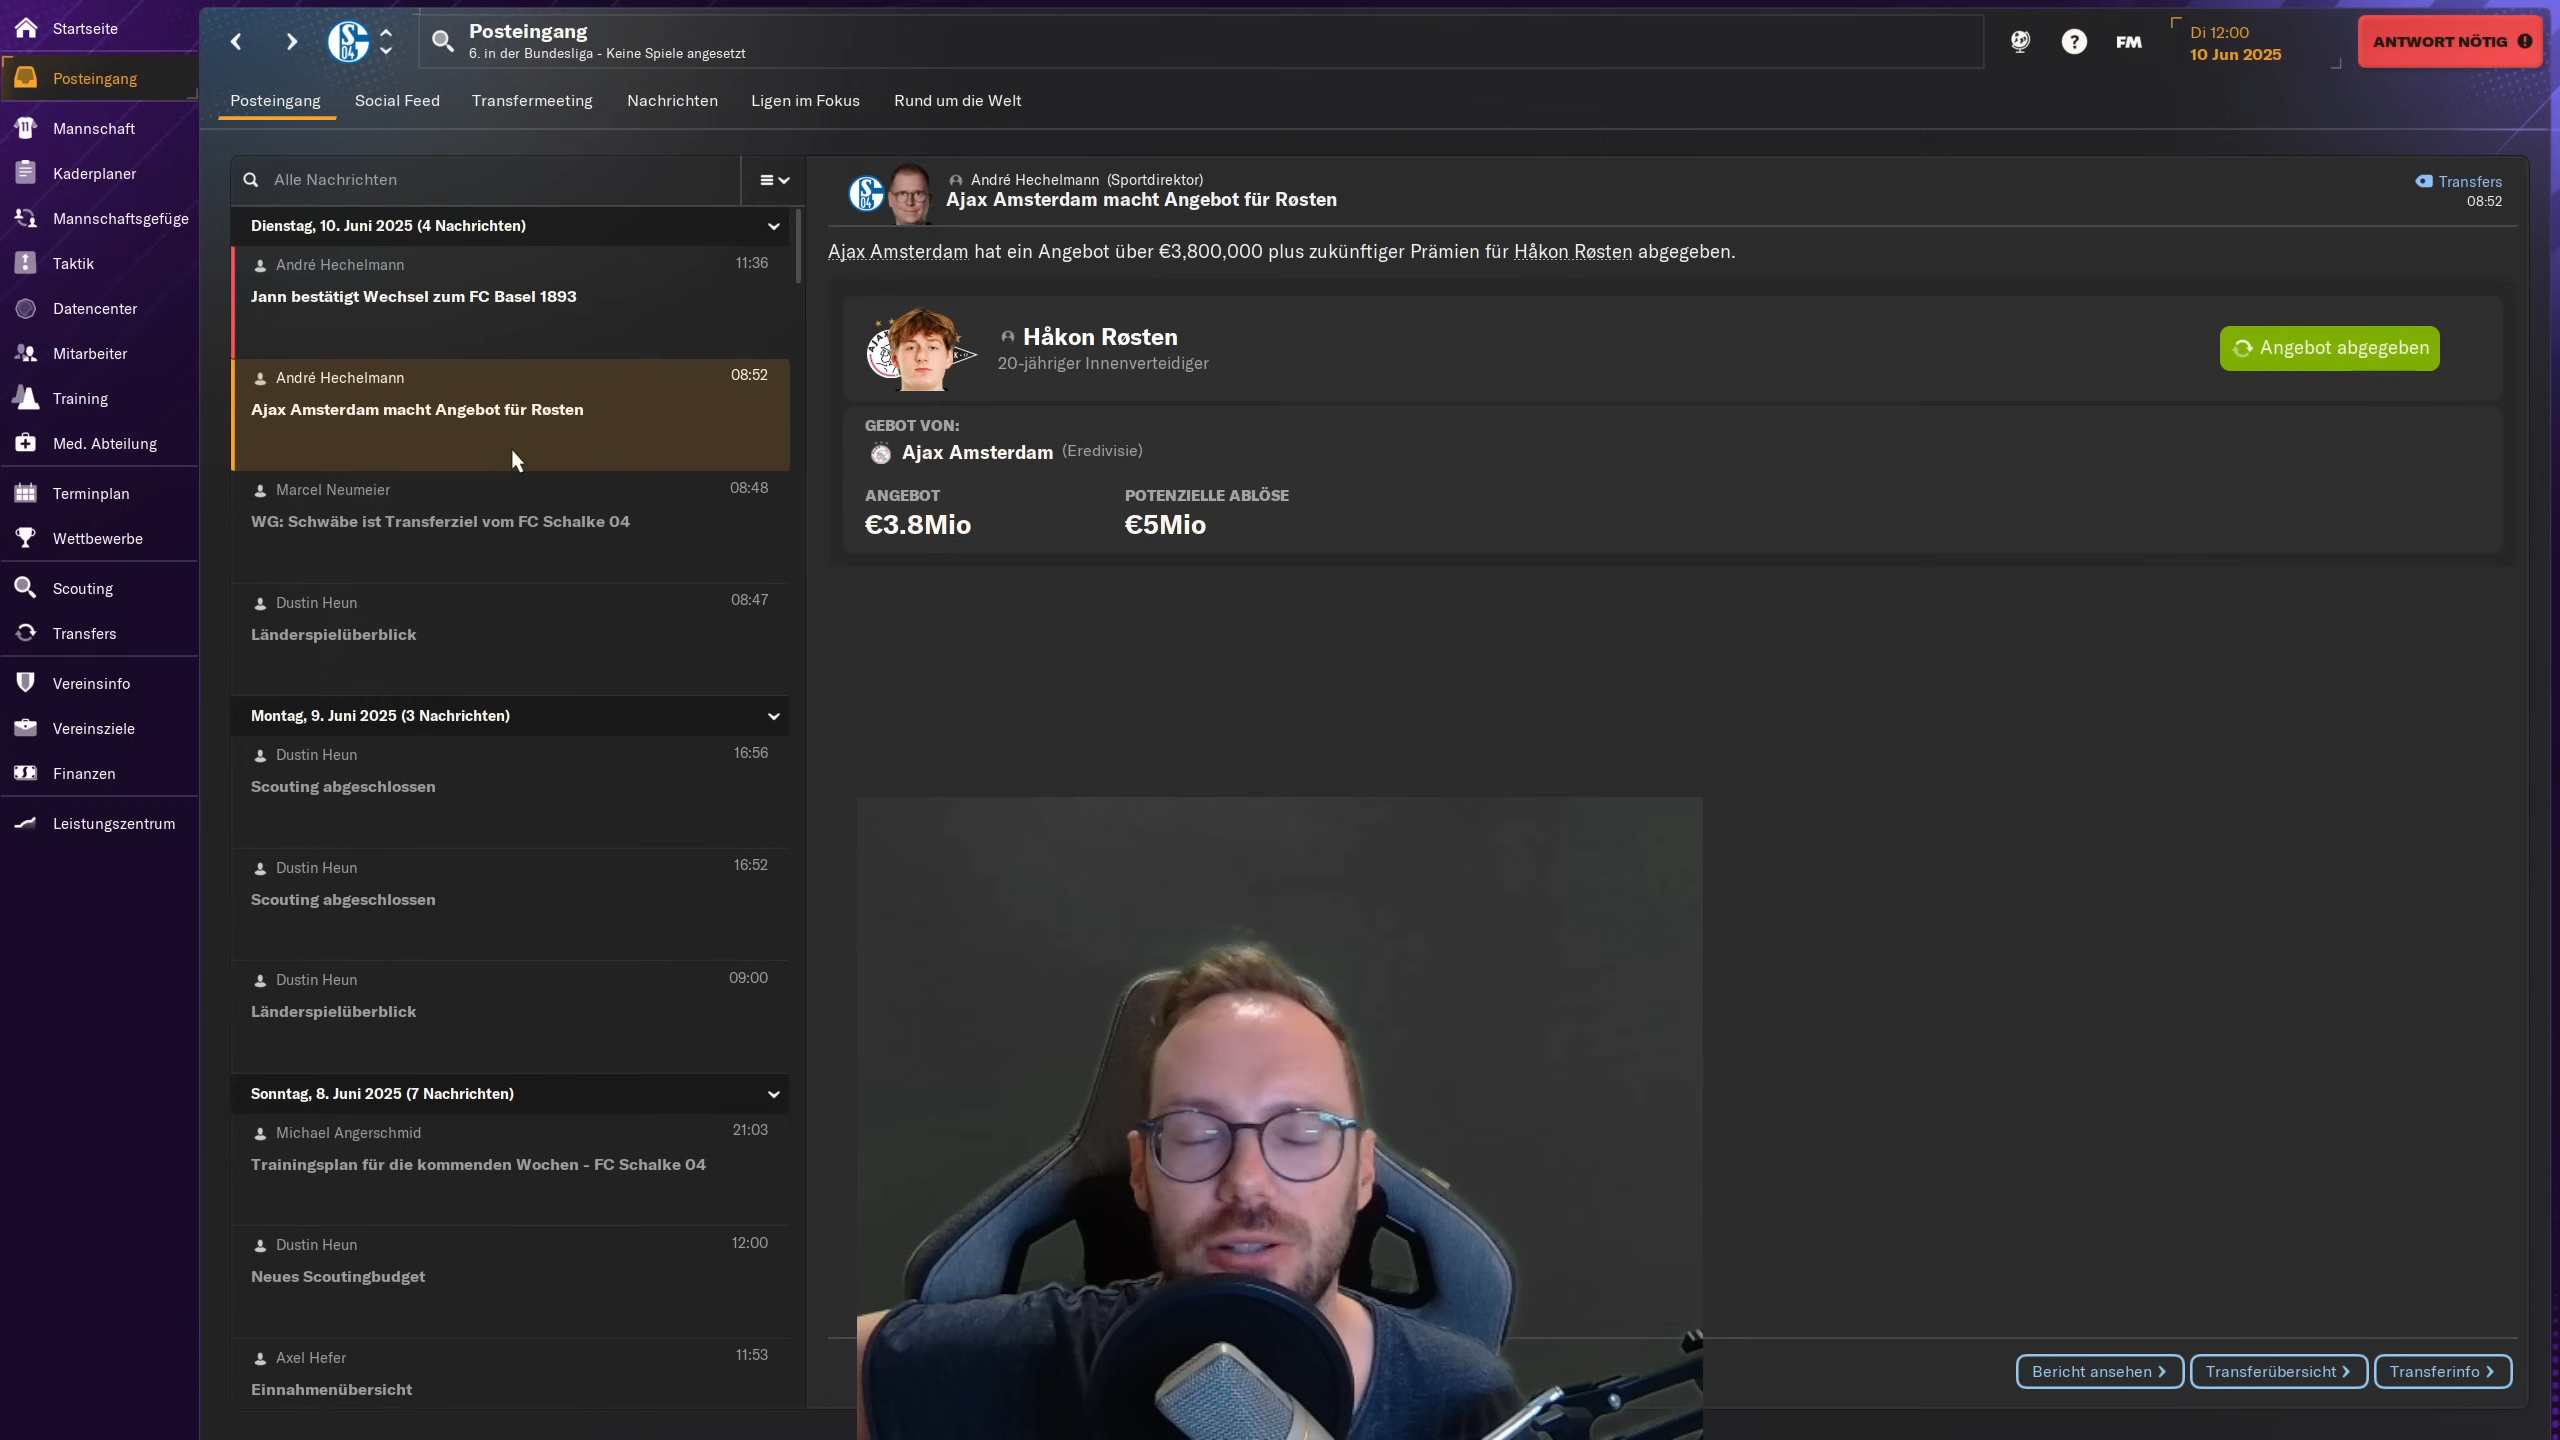 Startseite
Posteingang
Mannschaft
Kaderplaner
Mannschaftsgefüge
Taktik
Datencenter
Mitarbeiter
Training
Med. Abteilung
Terminplan
Wettbewerbe
Scouting
Transfers
Vereinsinfo
Vereinsziele
Finanzen
Leistungszentrum
Posteingang
6. in der Bundesliga - Keine Spiele angesetzt
FM
Di 12:00
10 Jun 2025
ANTWORT NÖTIG
Posteingang Social Feed Transfermeeting Nachrichten Ligen im Fokus Rund um die Welt
Alle Nachrichten
Dienstag, 10. Juni 2025 (4 Nachrichten)
André Hechelmann 11:36
Jann bestätigt Wechsel zum FC Basel 1893
André Hechelmann 08:52
Ajax Amsterdam macht Angebot für Røsten
Marcel Neumeier 08:48
WG: Schwäbe ist Transferziel vom FC Schalke 04
Dustin Heun 08:47
Länderspielüberblick
Montag, 9. Juni 2025 (3 Nachrichten)
Dustin Heun 16:56
Scouting abgeschlossen
Dustin Heun 16:52
Scouting abgeschlossen
Dustin Heun 09:00
Länderspielüberblick
Sonntag, 8. Juni 2025 (7 Nachrichten)
Michael Angerschmid 21:03
Trainingsplan für die kommenden Wochen - FC Schalke 04
Dustin Heun 12:00
Neues Scoutingbudget
Axel Hefer 11:53
Einnahmenübersicht
André Hechelmann (Sportdirektor)
Ajax Amsterdam macht Angebot für Røsten
Transfers
08:52
Ajax Amsterdam hat ein Angebot über €3,800,000 plus zukünftiger Prämien für Håkon Røsten abgegeben.
Håkon Røsten
20-jähriger Innenverteidiger
Angebot abgegeben
GEBOT VON:
Ajax Amsterdam (Eredivisie)
ANGEBOT POTENZIELLE ABLÖSE
€3.8Mio €5Mio
Bericht ansehen Transferübersicht Transferinfo